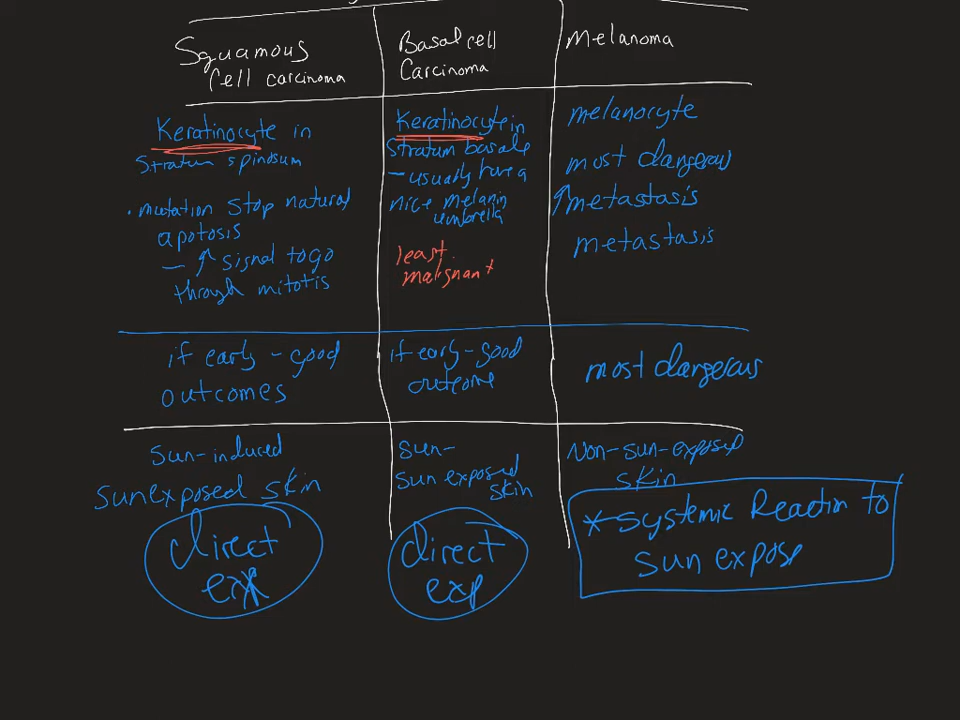 Squamous
Cell carcinoma
Basal cell
Carcinoma
Melanoma
Keratinocyte in
Stratum spinosum
• mutation stop natural
apotosis
– ↑ signal to go
through mitotis
Keratinocyte in
Stratum basale
– usually have a
nice melanin
umbrella
least
malignant
melanocyte
most dangerous
↑ metastasis
metastasis
if early - good
outcomes
if early - good
outcome
most dangerous
Sun-induced
sunexposed skin
direct
exp
Sun-
Sun exposed
skin
direct
exp
Non-sun-exposed
skin
* Systemic Reaction to
sun expose